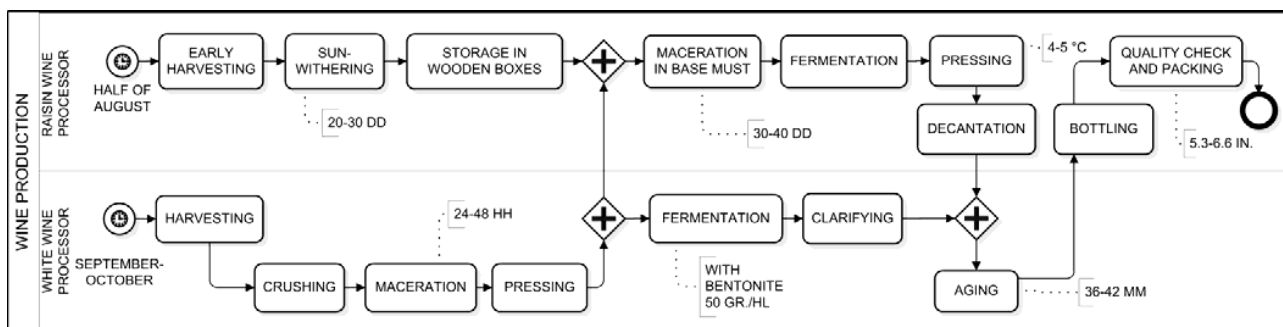 WINE PRODUCTION
RAISIN WINE
PROCESSOR
HALF OF
AUGUST
EARLY
HARVESTING
SUN-
WITHERING
20-30 DD
STORAGE IN
WOODEN BOXES
MACERATION
IN BASE MUST
30-40 DD
FERMENTATION
PRESSING
4-5 °C
DECANTATION
BOTTLING
QUALITY CHECK
AND PACKING
5.3-6.6 IN.
WHITE WINE
PROCESSOR
SEPTEMBER-
OCTOBER
HARVESTING
CRUSHING
MACERATION
24-48 HH
PRESSING
FERMENTATION
WITH
BENTONITE
50 GR./HL
CLARIFYING
AGING
36-42 MM